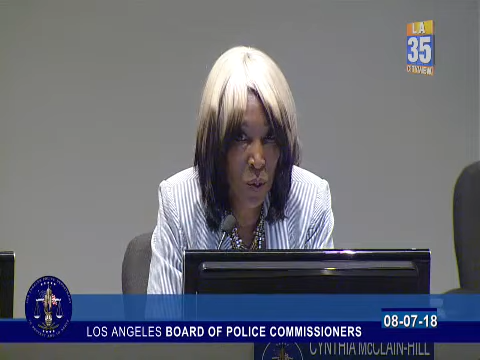 LA
35
LOS ANGELES BOARD OF POLICE COMMISSIONERS
08-07-18
CYNTHIA McCLAIN-HILL